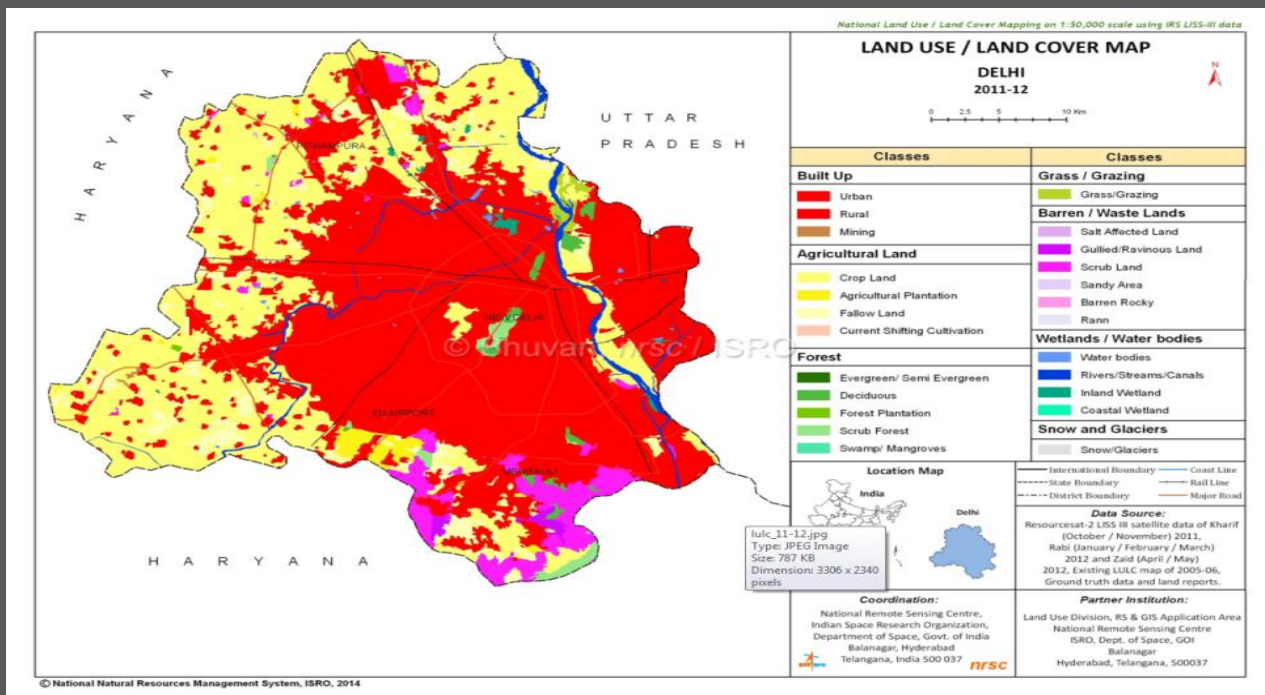 National Land Use / Land Cover Mapping on 1:50,000 scale using IRS LISS-III data
LAND USE / LAND COVER MAP
DELHI
2011-12
N
0 2.5 5 10 Km
HARYANA
UTTAR
PRADESH
PITHAMPURA
NEW DELHI
© Bhuvan nrsc / ISRO
IGI AIRPORT
MEHRAULI
HARYANA
Classes
Built Up
Urban
Rural
Mining
Agricultural Land
Crop Land
Agricultural Plantation
Fallow Land
Current Shifting Cultivation
Forest
Evergreen/ Semi Evergreen
Deciduous
Forest Plantation
Scrub Forest
Swamp/ Mangroves
Classes
Grass / Grazing
Grass/Grazing
Barren / Waste Lands
Salt Affected Land
Gullied/Ravinous Land
Scrub Land
Sandy Area
Barren Rocky
Rann
Wetlands / Water bodies
Water bodies
Rivers/Streams/Canals
Inland Wetland
Coastal Wetland
Snow and Glaciers
Snow/Glaciers
Location Map
India
Delhi
International Boundary
Coast Line
State Boundary
Rail Line
District Boundary
Major Road
lulc_11-12.jpg
Type: JPEG Image
Size: 787 KB
Dimension: 3306 x 2340
pixels
Data Source:
Resourcesat-2 LISS III satellite data of Kharif
(October / November) 2011,
Rabi (January / February / March)
2012 and Zaid (April / May)
2012, Existing LULC map of 2005-06,
Ground truth data and land reports.
Coordination:
National Remote Sensing Centre,
Indian Space Research Organization,
Department of Space, Govt. of India
Balanagar, Hyderabad
Telangana, India 500 037
nrsc
Partner Institution:
Land Use Division, RS & GIS Application Area
National Remote Sensing Centre
ISRO, Dept. of Space, GOI
Balanagar
Hyderabad, Telangana, 500037
© National Natural Resources Management System, ISRO, 2014